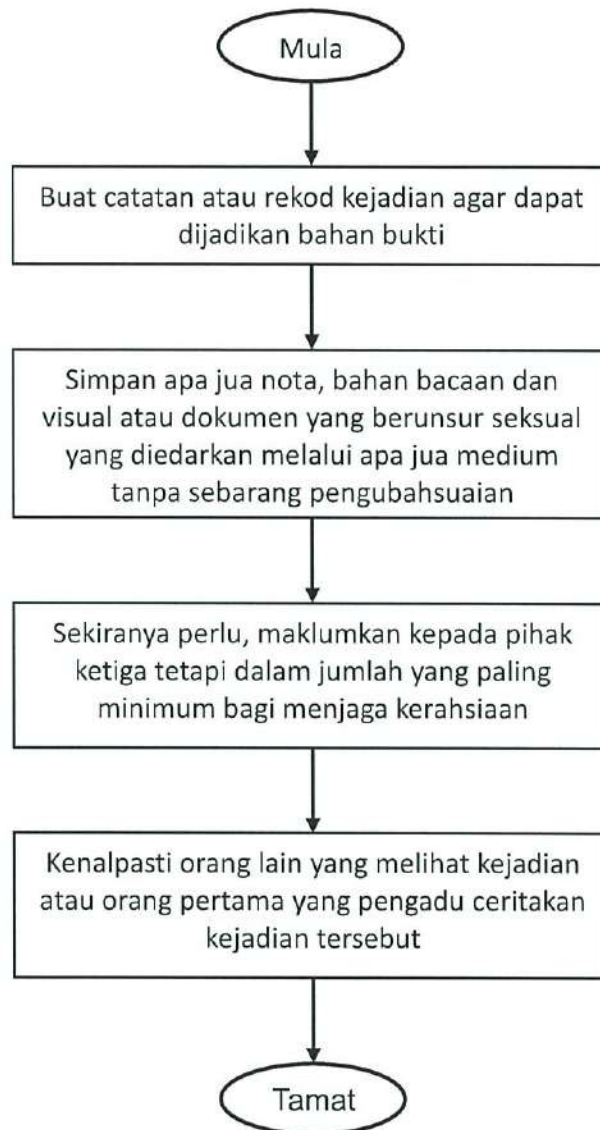 Mula
Buat catatan atau rekod kejadian agar dapat
dijadikan bahan bukti
Simpan apa jua nota, bahan bacaan dan
visual atau dokumen yang berunsur seksual
yang diedarkan melalui apa jua medium
tanpa sebarang pengubahsuaian
Sekiranya perlu, maklumkan kepada pihak
ketiga tetapi dalam jumlah yang paling
minimum bagi menjaga kerahsiaan
Kenalpasti orang lain yang melihat kejadian
atau orang pertama yang pengadu ceritakan
kejadian tersebut
Tamat